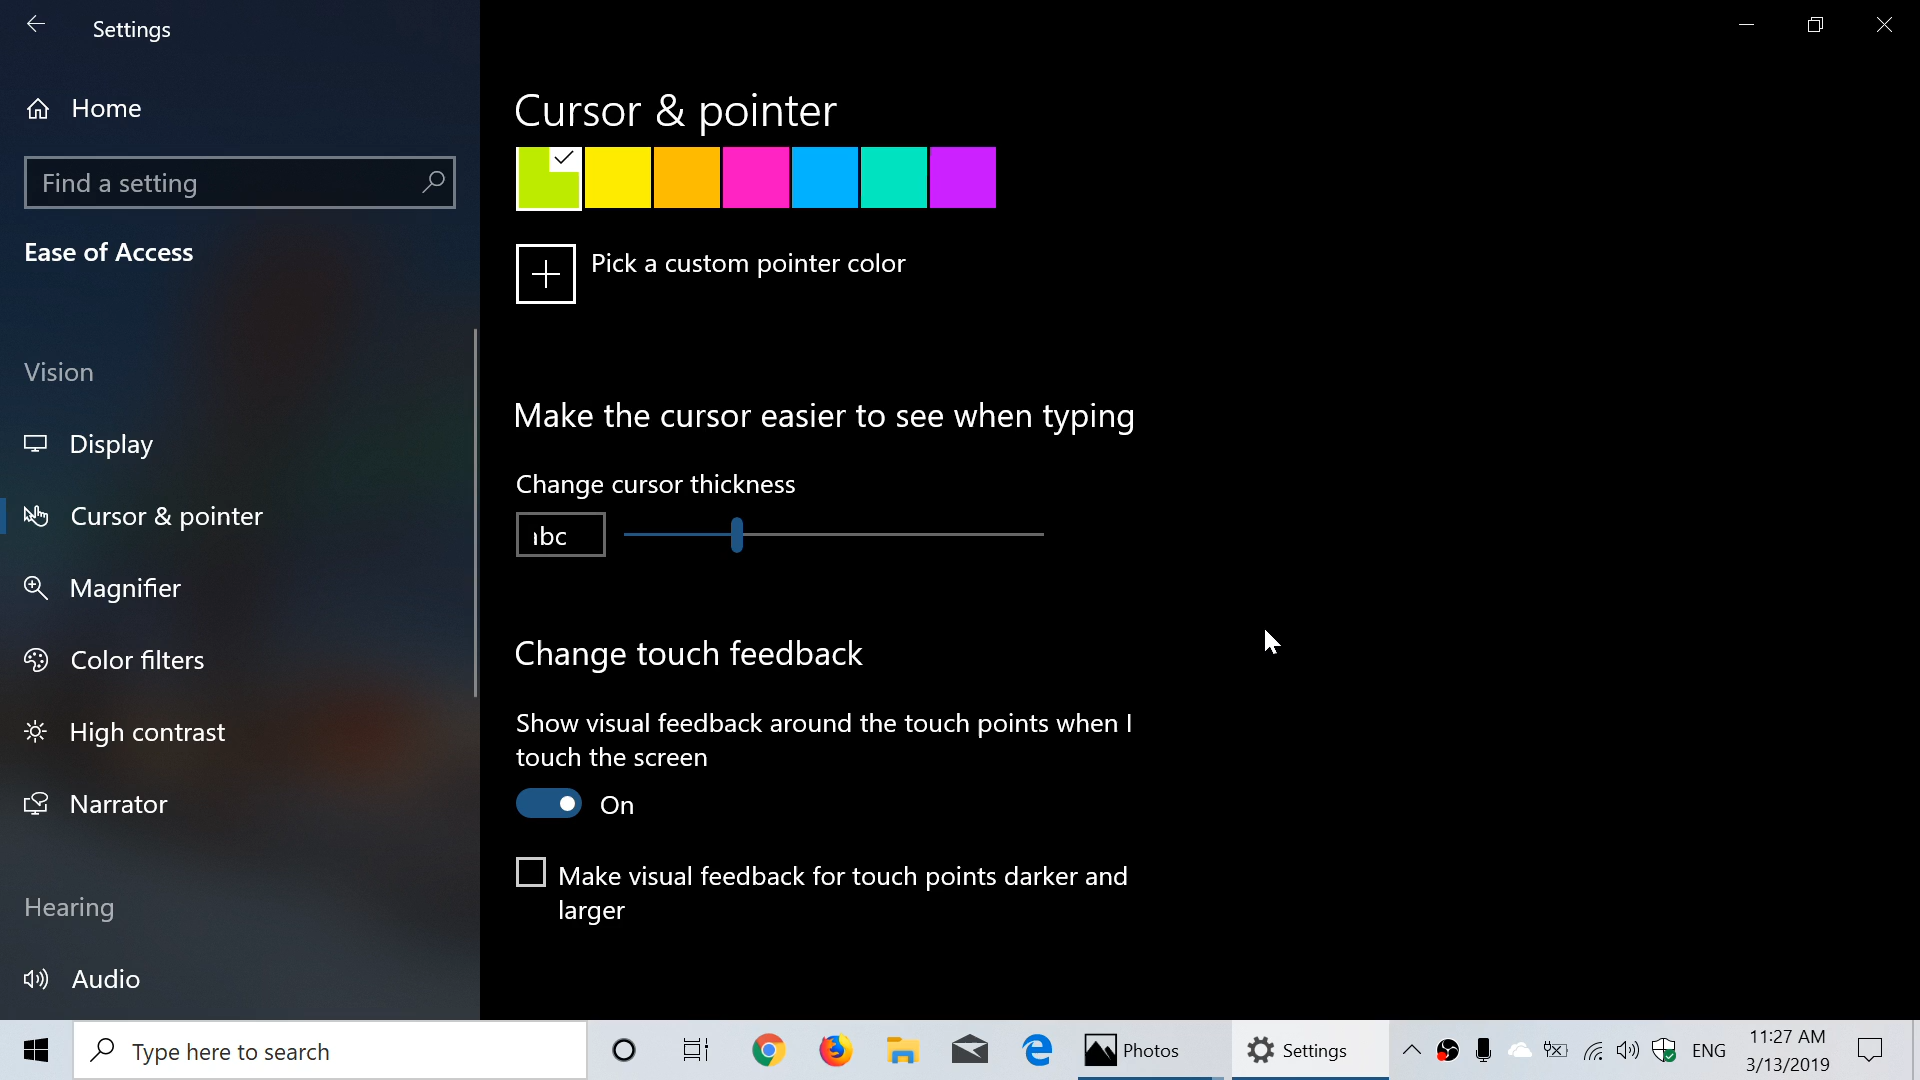 Settings
Home
Find a setting
Ease of Access
Vision
Display
Cursor & pointer
Magnifier
Color filters
High contrast
Narrator
Hearing
Audio
Cursor & pointer
Pick a custom pointer color
Make the cursor easier to see when typing
Change cursor thickness
Change touch feedback
Show visual feedback around the touch points when I
touch the screen
On
Make visual feedback for touch points darker and
larger
Type here to search
Photos
Settings
ENG
11:27 AM
3/13/2019